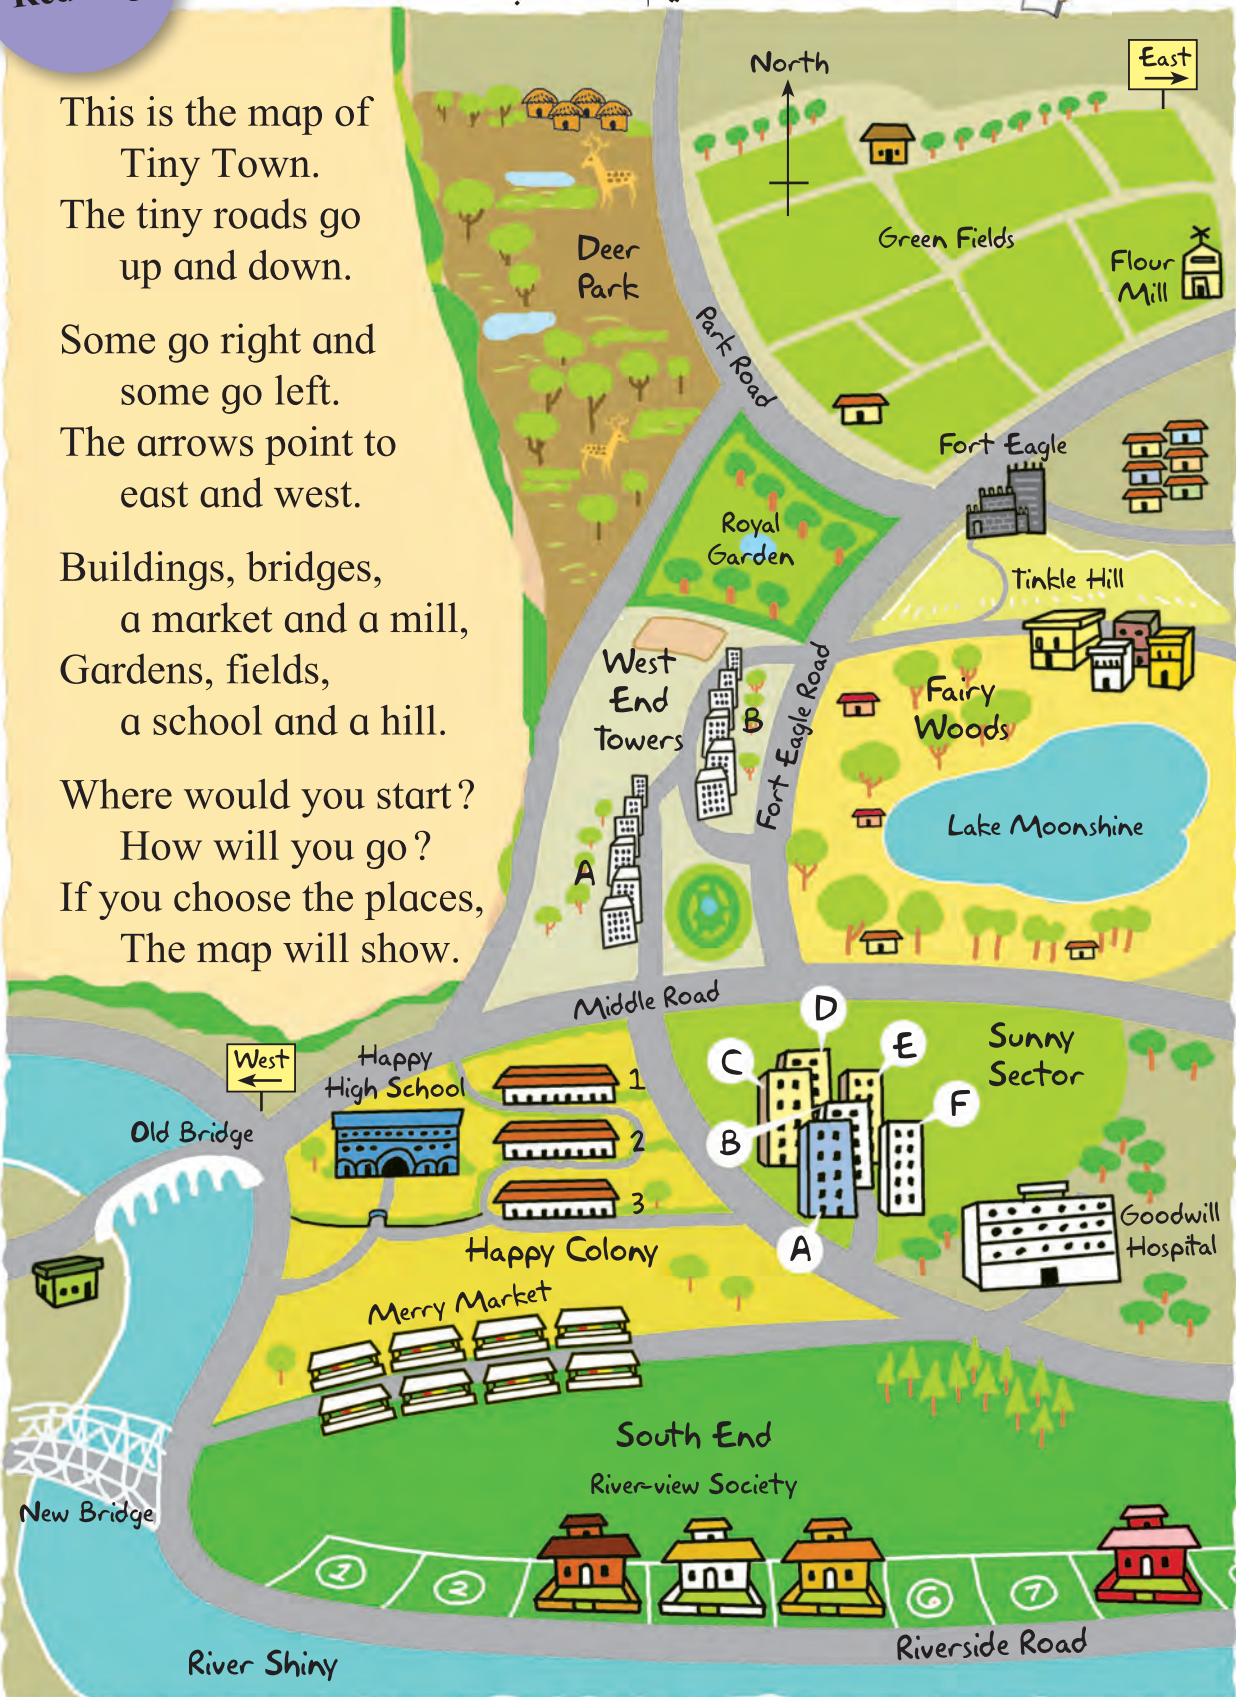 This is the map of
Tiny Town.
The tiny roads go
up and down.
Some go right and
some go left.
The arrows point to
east and west.
Buildings, bridges,
a market and a mill,
Gardens, fields,
a school and a hill.
Where would you start?
How will you go?
If you choose the places,
The map will show.
North
East
Deer
Park
Green Fields
Flour
Mill
Park Road
Fort Eagle
Royal
Garden
Tinkle Hill
West
End
Towers
B
A
Fort Eagle Road
Fairy
Woods
Lake Moonshine
Middle Road
West
Happy
High School
Old Bridge
1
2
3
Happy Colony
D
C
E
B
F
A
Sunny
Sector
Goodwill
Hospital
Merry Market
South End
River-view Society
New Bridge
1
2
6
7
Riverside Road
River Shiny